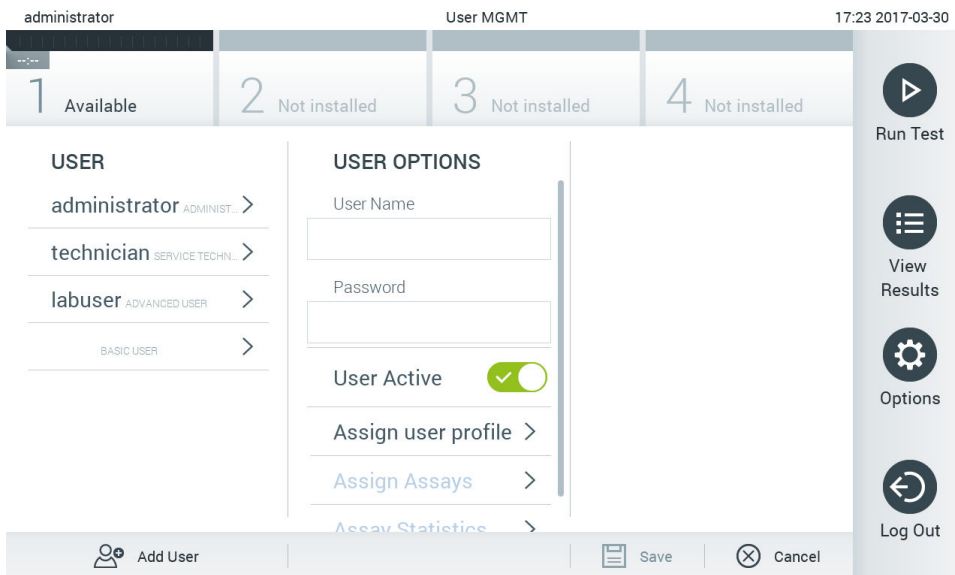 administrator User MGMT 17:23 2017-03-30
--:--
1 Available 2 Not installed 3 Not installed 4 Not installed
Run Test
USER
administrator ADMINIST...
technician SERVICE TECHN...
labuser ADVANCED USER
BASIC USER
USER OPTIONS
User Name
Password
User Active
Assign user profile
Assign Assays
Assay Statistics
View
Results
Options
Log Out
Add User Save Cancel